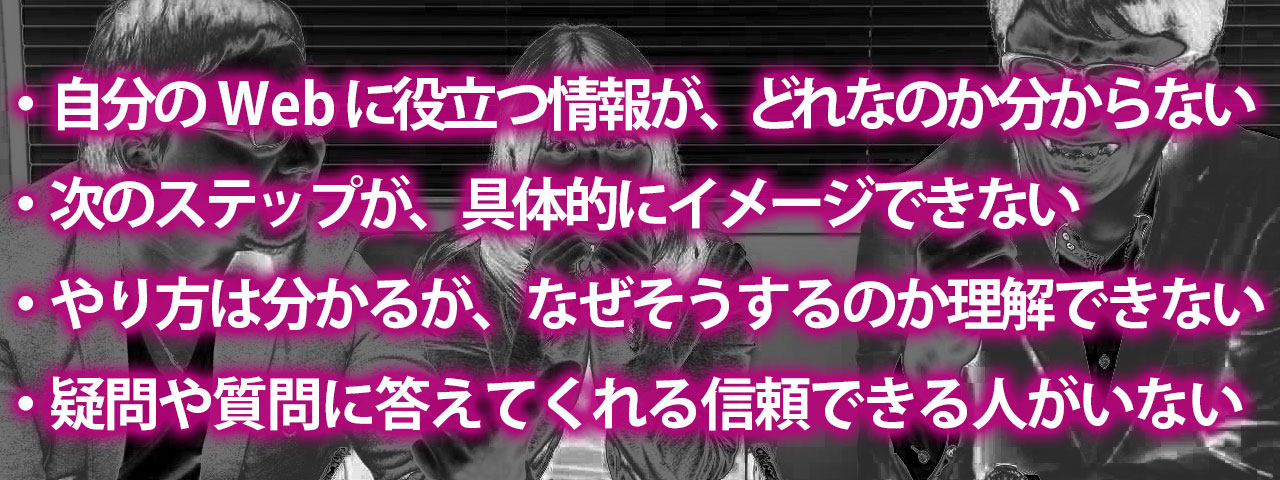 ・自分のWebに役立つ情報が、どれなのか分からない
・次のステップが、具体的にイメージできない
・やり方は分かるが、なぜそうするのか理解できない
・疑問や質問に答えてくれる信頼できる人がいない